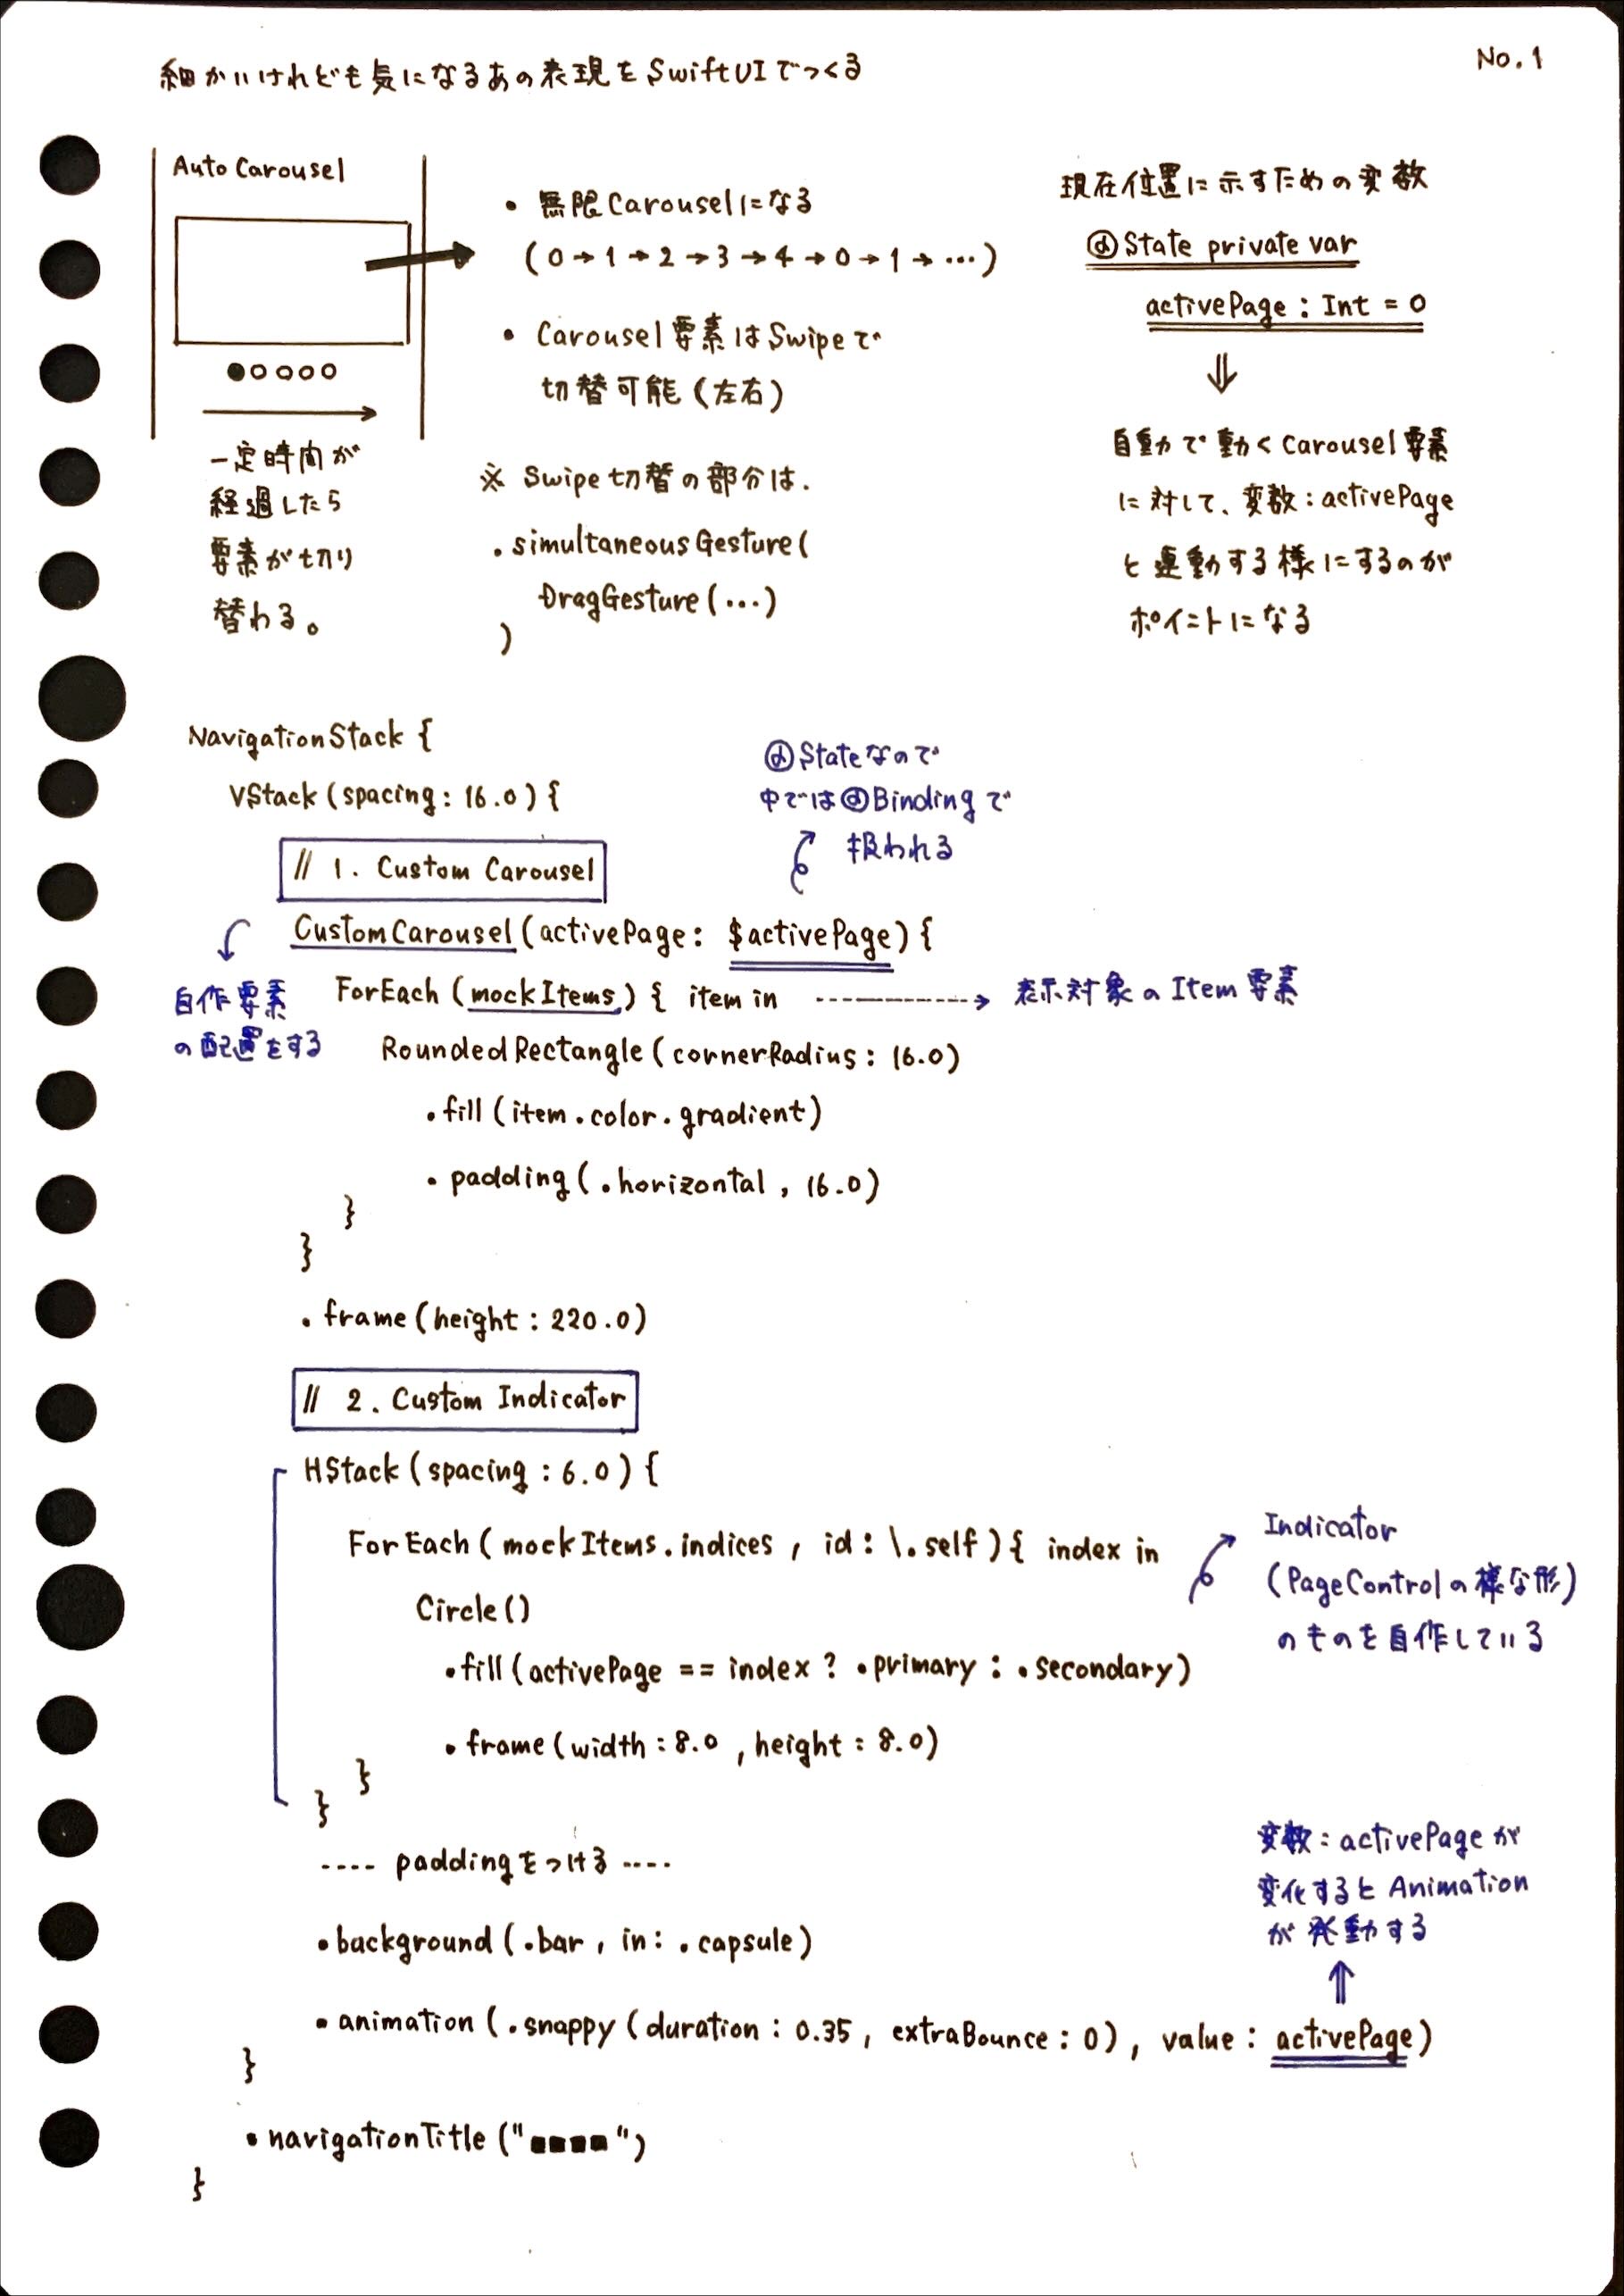 細かいけれども気になるあの表現をSwiftUIでつくる
No.1
Auto Carousel
一定時間が
経過したら
要素が切り
替わる。
• 無限Carouselになる
(0→1→2→3→4→0→1→…)
• Carousel要素はSwipeで
切替可能(左右)
※ Swipe切替の部分は、
.simultaneousGesture(
DragGesture(...)
)
現在位置に示すための変数
@State private var
activePage: Int = 0
⇓
自動で動くCarousel要素
に対して、変数:activePage
と連動する様にするのが
ポイントになる
NavigationStack {
VStack(spacing: 16.0) {
// 1. Custom Carousel
@Stateなので
中では@Bindingで
扱われる
CustomCarousel(activePage: $activePage) {
自作要素
の配置をする
ForEach(mockItems) { item in
表示対象のItem要素
RoundedRectangle(cornerRadius: 16.0)
.fill(item.color.gradient)
.padding(.horizontal, 16.0)
}
}
.frame(height: 220.0)
// 2. Custom Indicator
HStack(spacing: 6.0) {
ForEach(mockItems.indices, id: \.self) { index in
Indicator
(PageControlの様な形)
のものを自作している
Circle()
.fill(activePage == index ? .primary : .secondary)
.frame(width: 8.0, height: 8.0)
}
}
---- paddingをつける ----
.background(.bar, in: .capsule)
変数:activePageが
変化するとAnimation
が発動する
.animation(.snappy(duration: 0.35, extraBounce: 0), value: activePage)
}
.navigationTitle("■■■■")
}